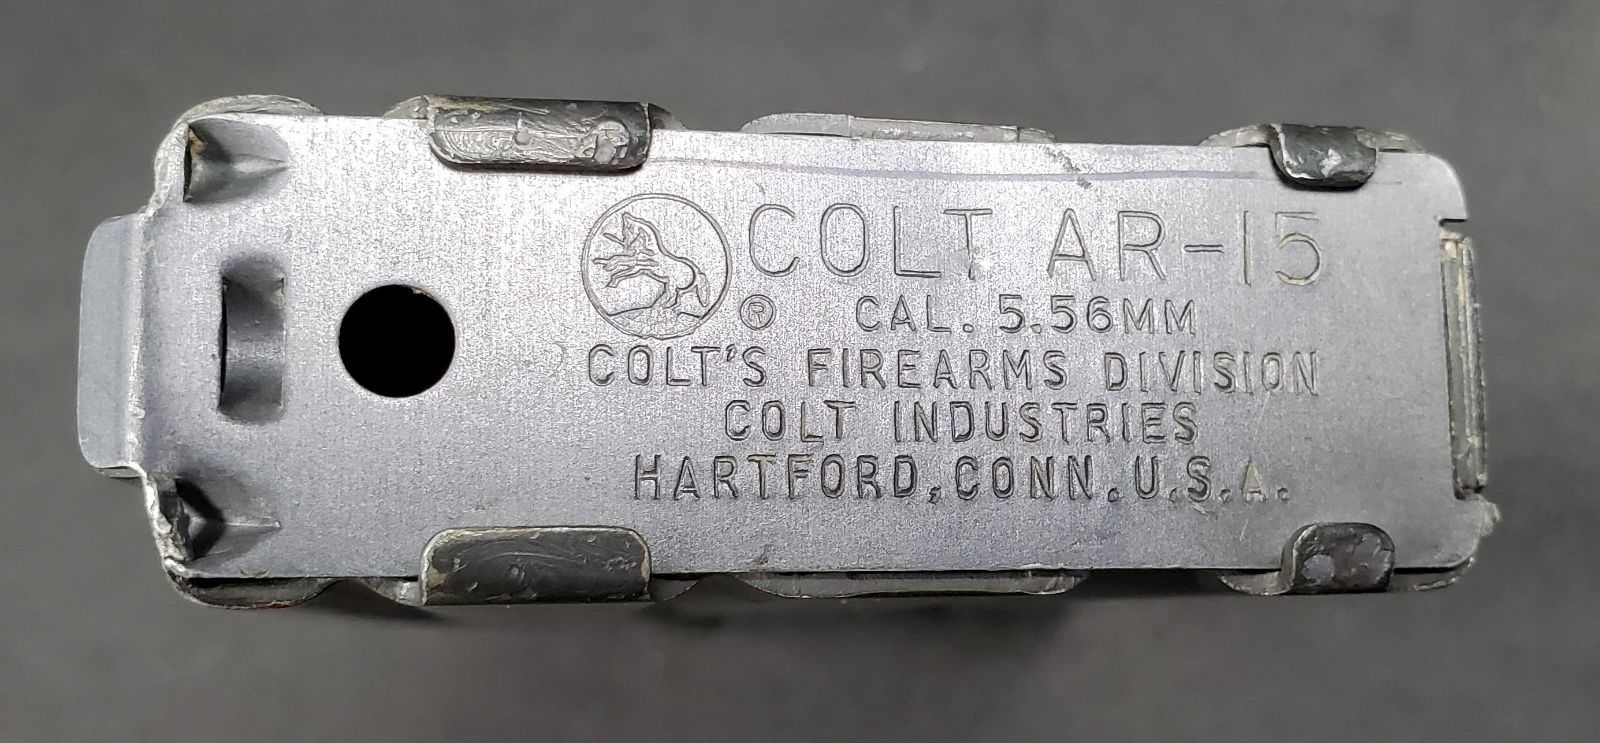 COLT AR-15
® CAL. 5.56MM
COLT'S FIREARMS DIVISION
COLT INDUSTRIES
HARTFORD, CONN. U.S.A.